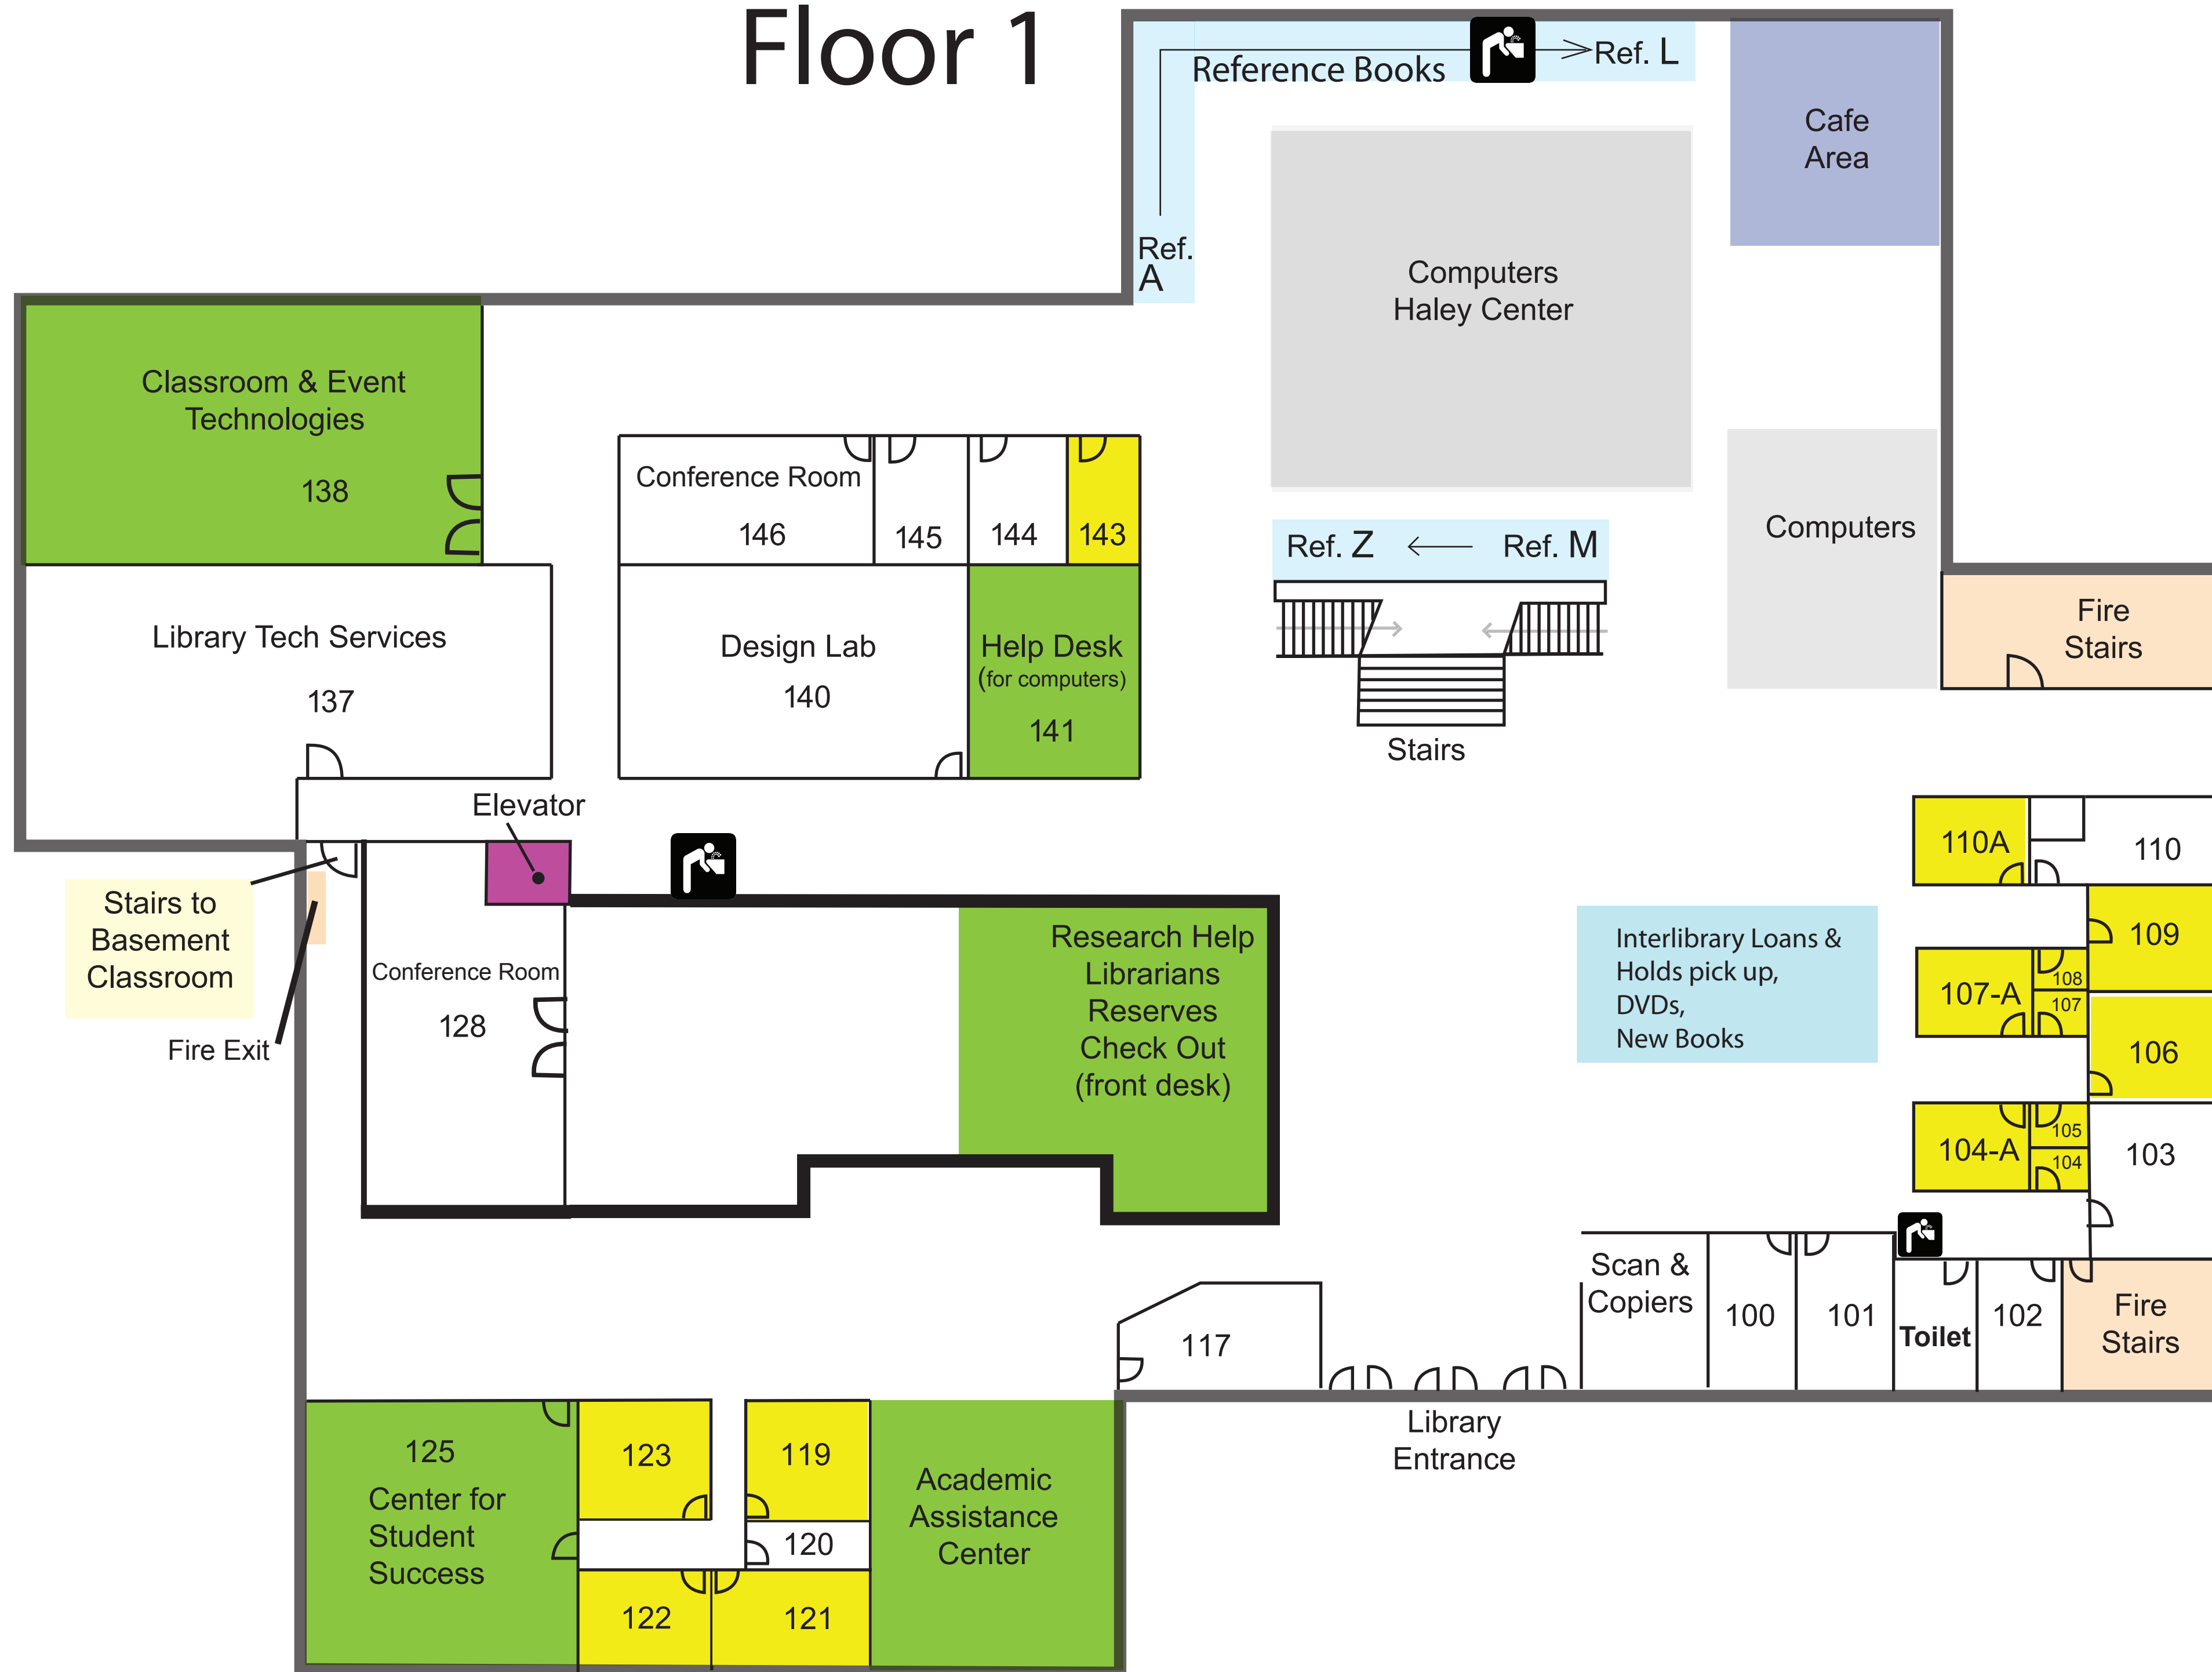 Floor 1
Reference Books
Ref. L
Ref.
A
Cafe
Area
Computers
Haley Center
Classroom & Event
Technologies
138
Conference Room
146
145
144
143
Ref. Z
Ref. M
Computers
Fire
Stairs
Library Tech Services
137
Design Lab
140
Help Desk
(for computers)
141
Stairs
Elevator
110A
110
Stairs to
Basement
Classroom
Fire Exit
Conference Room
128
Research Help
Librarians
Reserves
Check Out
(front desk)
Interlibrary Loans &
Holds pick up,
DVDs,
New Books
109
107-A
108
107
106
104-A
105
104
103
Scan &
Copiers
100
101
Toilet
102
Fire
Stairs
117
Library
Entrance
125
Center for
Student
Success
123
119
120
122
121
Academic
Assistance
Center